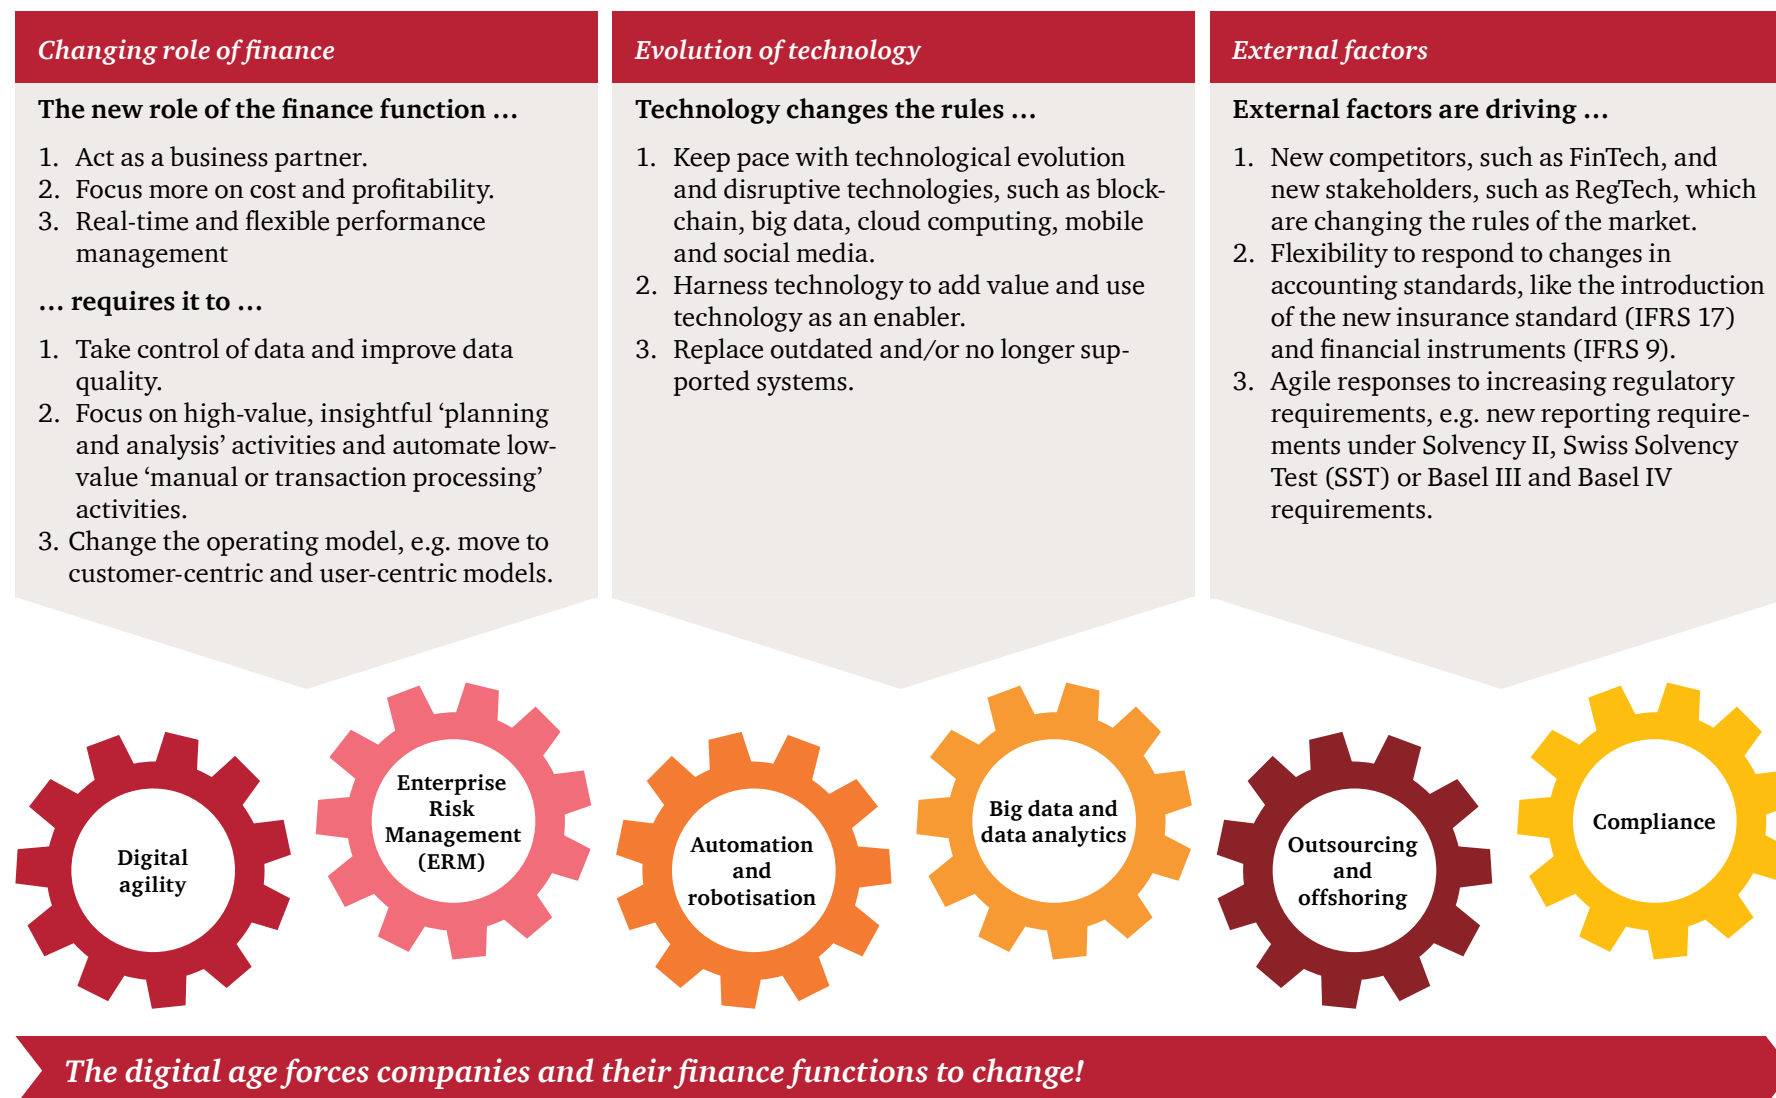 Changing role of finance
The new role of the finance function …
1. Act as a business partner.
2. Focus more on cost and profitability.
3. Real-time and flexible performance
management
… requires it to …
1. Take control of data and improve data
quality.
2. Focus on high-value, insightful ‘planning
and analysis’ activities and automate low-
value ‘manual or transaction processing’
activities.
3. Change the operating model, e.g. move to
customer-centric and user-centric models.
Evolution of technology
Technology changes the rules …
1. Keep pace with technological evolution
and disruptive technologies, such as block-
chain, big data, cloud computing, mobile
and social media.
2. Harness technology to add value and use
technology as an enabler.
3. Replace outdated and/or no longer sup-
ported systems.
External factors
External factors are driving …
1. New competitors, such as FinTech, and
new stakeholders, such as RegTech, which
are changing the rules of the market.
2. Flexibility to respond to changes in
accounting standards, like the introduction
of the new insurance standard (IFRS 17)
and financial instruments (IFRS 9).
3. Agile responses to increasing regulatory
requirements, e.g. new reporting require-
ments under Solvency II, Swiss Solvency
Test (SST) or Basel III and Basel IV
requirements.
Digital
agility
Enterprise
Risk
Management
(ERM)
Automation
and
robotisation
Big data and
data analytics
Outsourcing
and
offshoring
Compliance
The digital age forces companies and their finance functions to change!